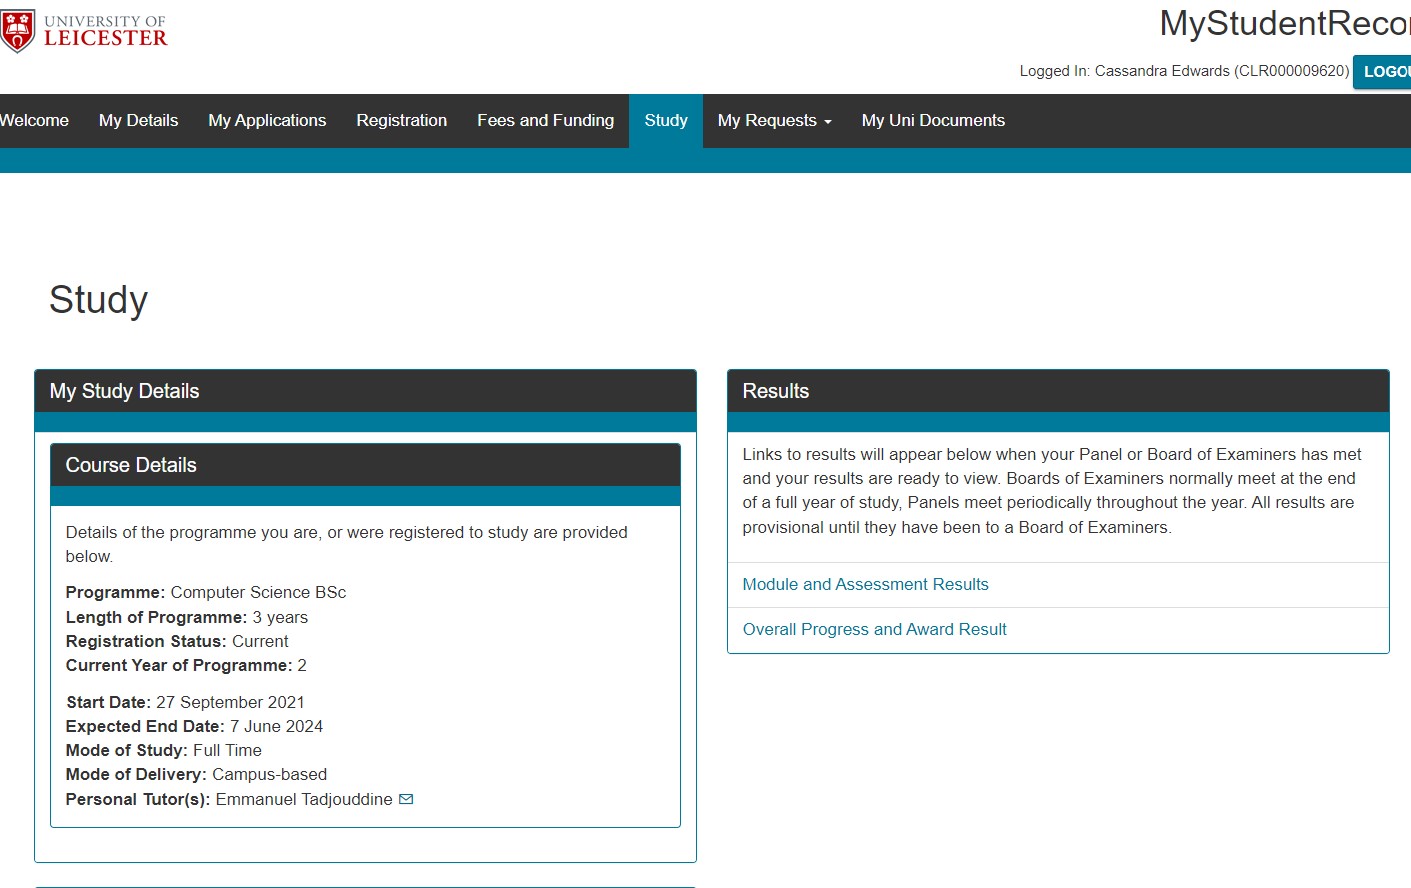 UNIVERSITY OF
LEICESTER
MyStudentReco
Logged In: Cassandra Edwards (CLR000009620) LOGOU
Welcome My Details My Applications Registration Fees and Funding Study My Requests My Uni Documents
Study
My Study Details
Course Details
Details of the programme you are, or were registered to study are provided
below.
Programme: Computer Science BSc
Length of Programme: 3 years
Registration Status: Current
Current Year of Programme: 2
Start Date: 27 September 2021
Expected End Date: 7 June 2024
Mode of Study: Full Time
Mode of Delivery: Campus-based
Personal Tutor(s): Emmanuel Tadjouddine
Results
Links to results will appear below when your Panel or Board of Examiners has met
and your results are ready to view. Boards of Examiners normally meet at the end
of a full year of study, Panels meet periodically throughout the year. All results are
provisional until they have been to a Board of Examiners.
Module and Assessment Results
Overall Progress and Award Result